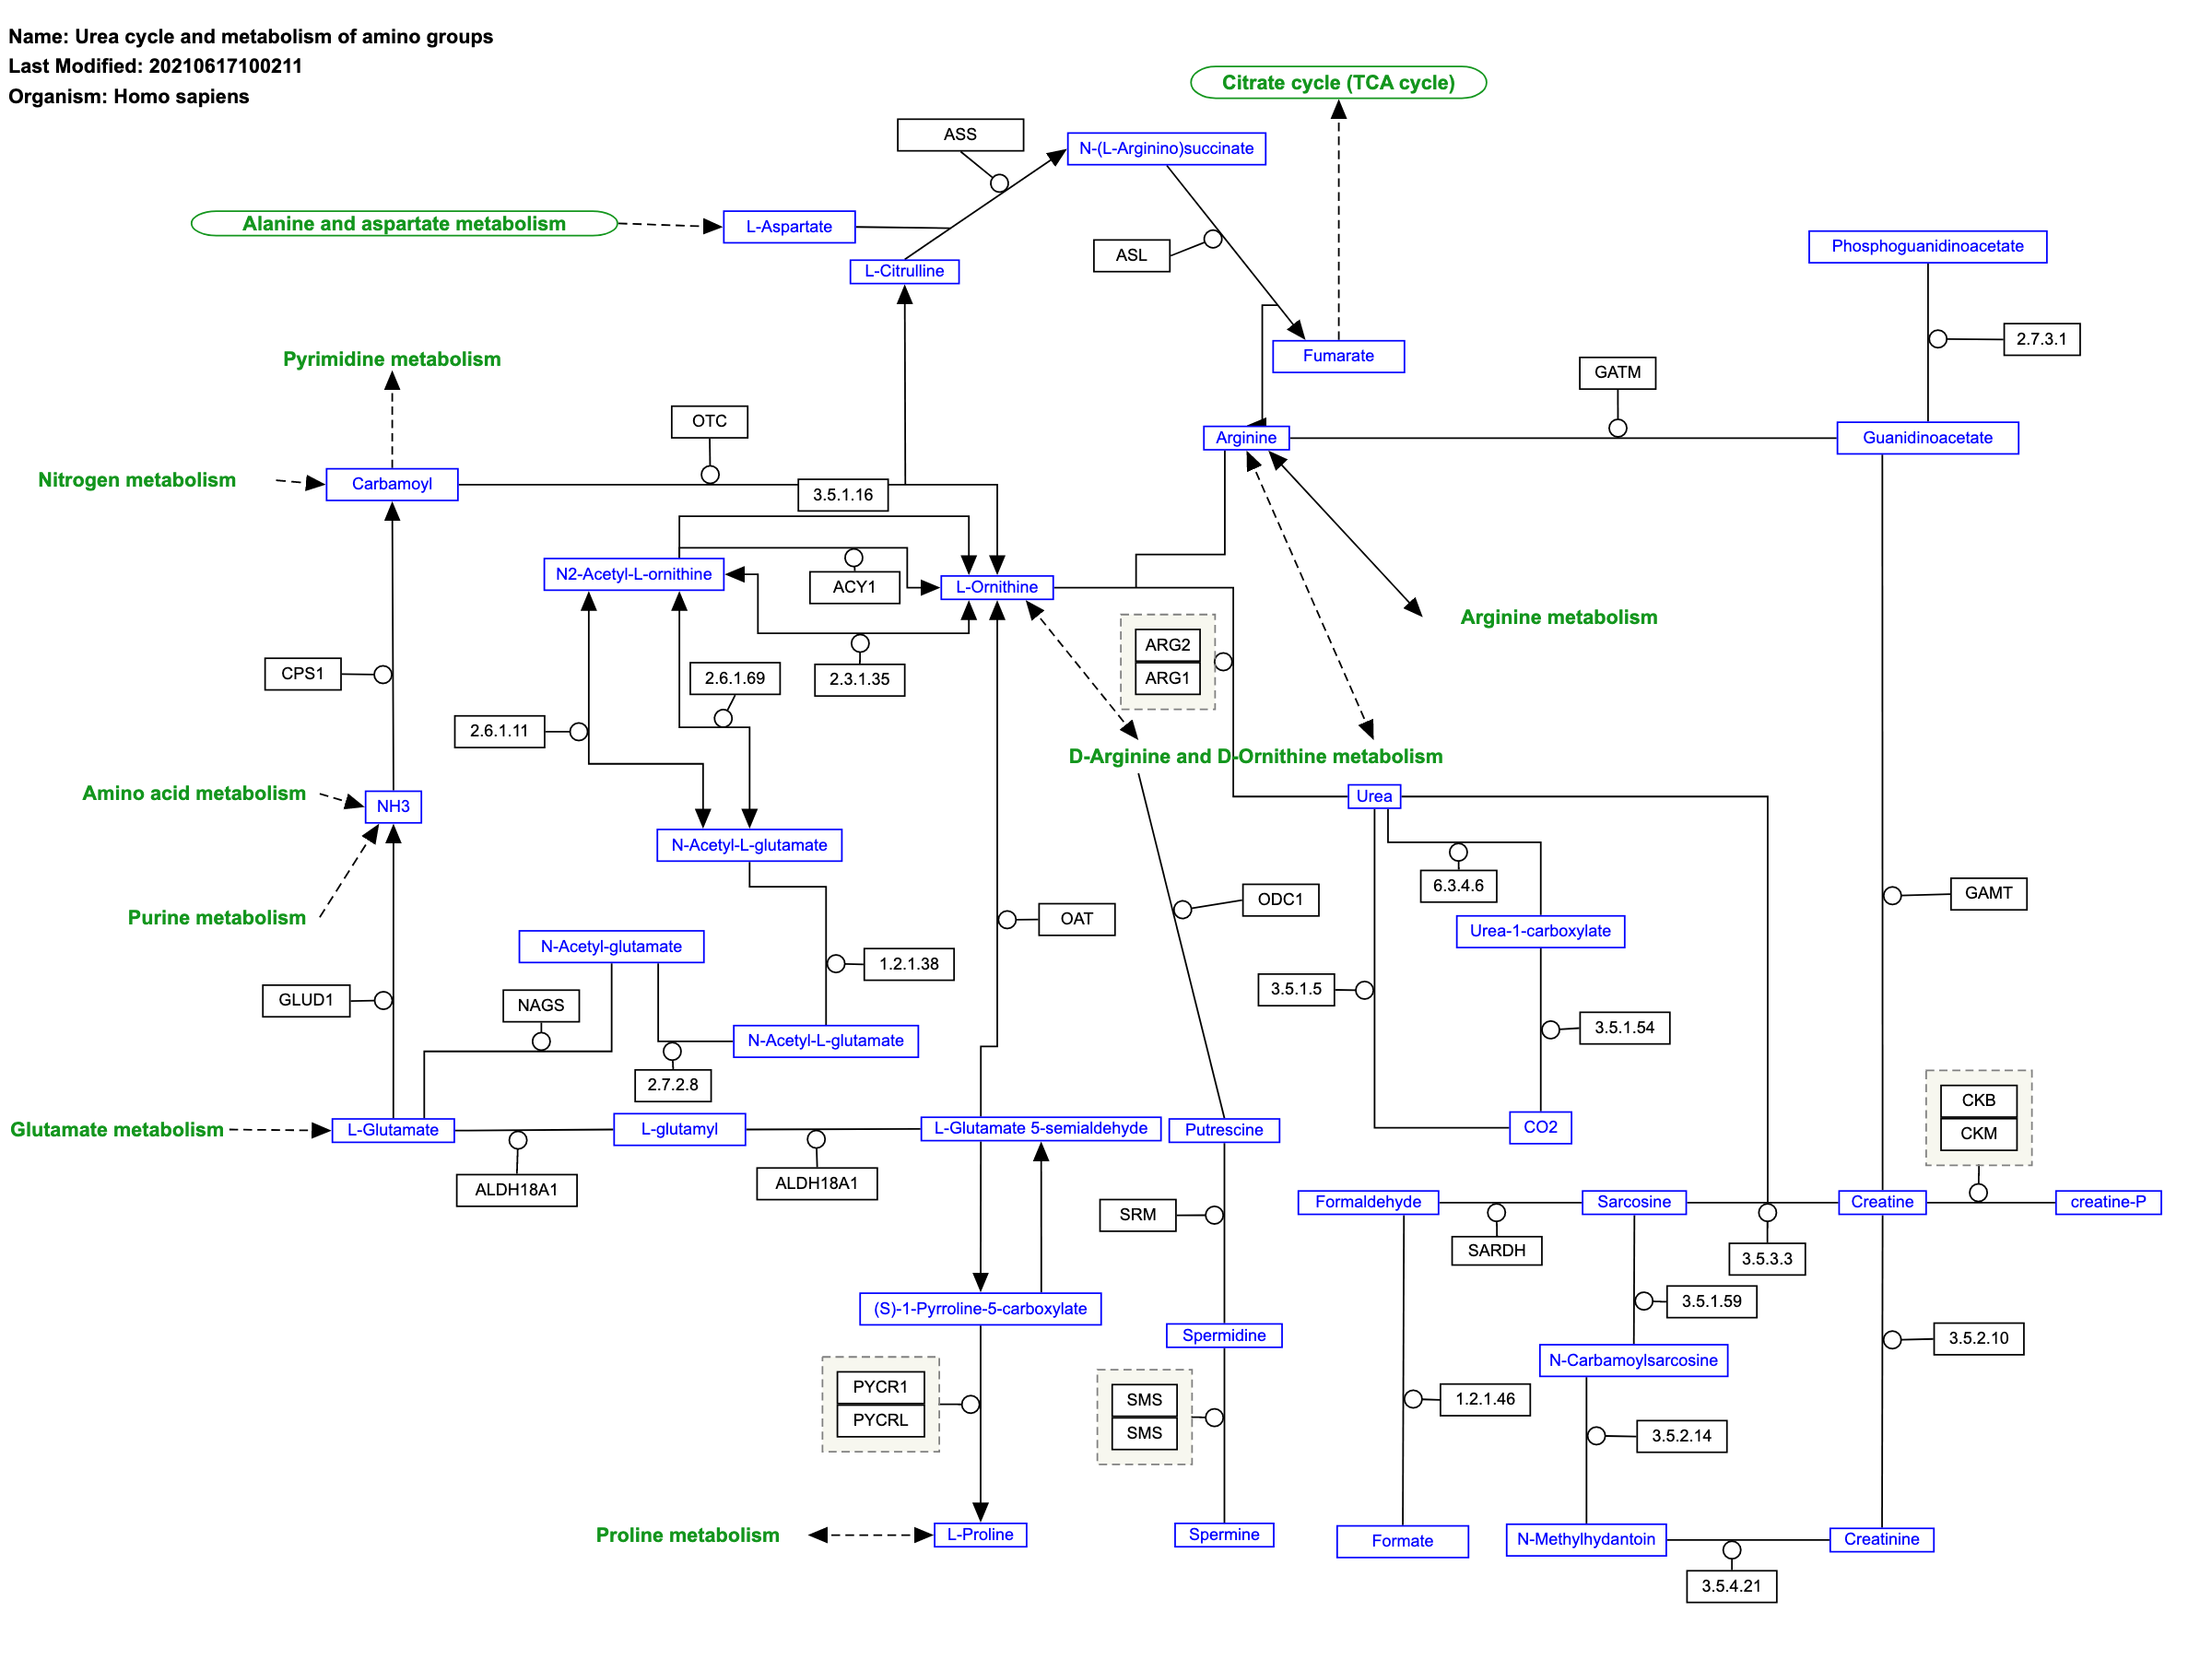 Name: Urea cycle and metabolism of amino groups
Last Modified: 20210617100211
Organism: Homo sapiens
Citrate cycle (TCA cycle)
ASS
N-(L-Arginino)succinate
Alanine and aspartate metabolism
L-Aspartate
ASL
L-Citrulline
Phosphoguanidinoacetate
2.7.3.1
Pyrimidine metabolism
Fumarate
GATM
OTC
Arginine
Guanidinoacetate
Nitrogen metabolism
Carbamoyl
3.5.1.16
N2-Acetyl-L-ornithine
ACY1
L-Ornithine
Arginine metabolism
ARG2
ARG1
CPS1
2.6.1.69
2.3.1.35
2.6.1.11
D-Arginine and D-Ornithine metabolism
Amino acid metabolism
NH3
Urea
N-Acetyl-L-glutamate
6.3.4.6
GAMT
Purine metabolism
ODC1
OAT
Urea-1-carboxylate
N-Acetyl-glutamate
1.2.1.38
3.5.1.5
GLUD1
NAGS
3.5.1.54
N-Acetyl-L-glutamate
2.7.2.8
CKB
CKM
Glutamate metabolism
L-Glutamate
L-glutamyl
L-Glutamate 5-semialdehyde
Putrescine
CO2
ALDH18A1
ALDH18A1
SRM
Formaldehyde
Sarcosine
Creatine
creatine-P
SARDH
3.5.3.3
(S)-1-Pyrroline-5-carboxylate
3.5.1.59
Spermidine
3.5.2.10
N-Carbamoylsarcosine
PYCR1
PYCRL
SMS
SMS
1.2.1.46
3.5.2.14
Proline metabolism
L-Proline
Spermine
Formate
N-Methylhydantoin
Creatinine
3.5.4.21